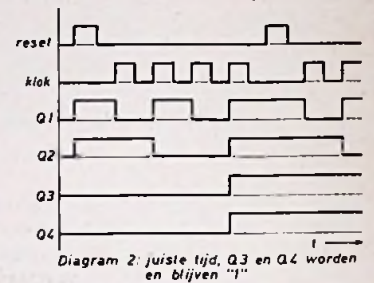 reset
klok
Q1
Q2
Q3
Q4
t
Diagram 2: juiste tijd, Q3 en Q4 worden
en blijven "1"